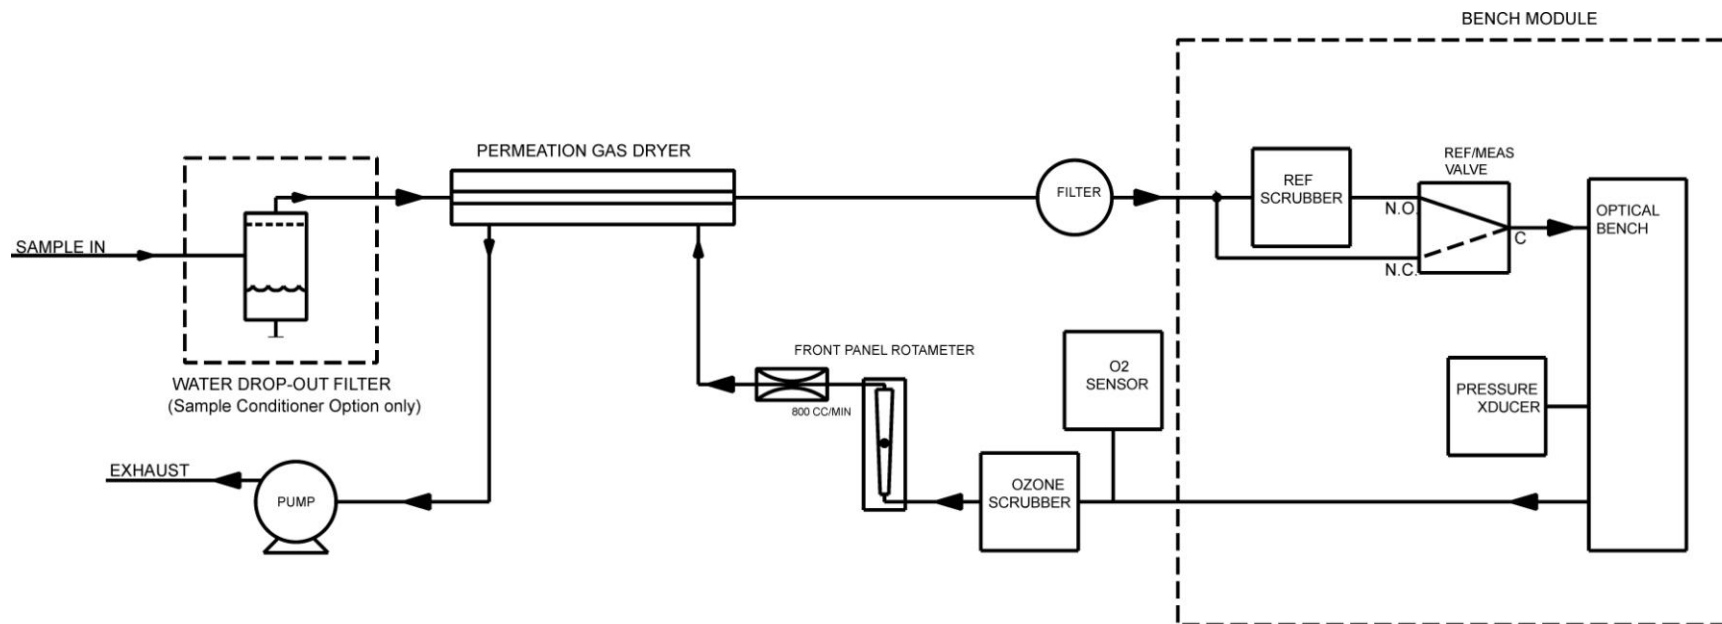 BENCH MODULE
PERMEATION GAS DRYER
REF/MEAS
VALVE
FILTER
REF
SCRUBBER
N.O.
OPTICAL
BENCH
C
SAMPLE IN
N.C.
FRONT PANEL ROTAMETER
O2
SENSOR
WATER DROP-OUT FILTER
(Sample Conditioner Option only)
800 CC/MIN
PRESSURE
XDUCER
EXHAUST
PUMP
OZONE
SCRUBBER